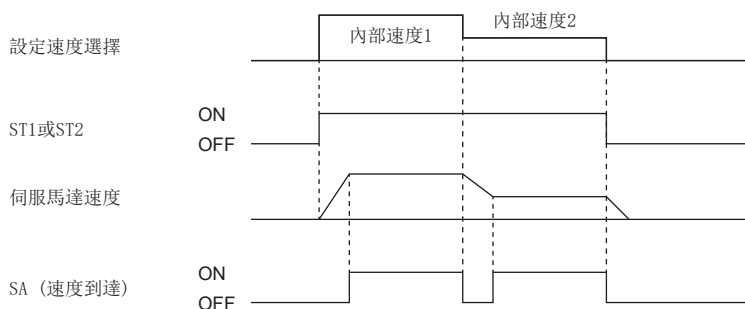 內部速度1 內部速度2
設定速度選擇
ON
ST1或ST2
OFF
伺服馬達速度
ON
SA (速度到達)
OFF